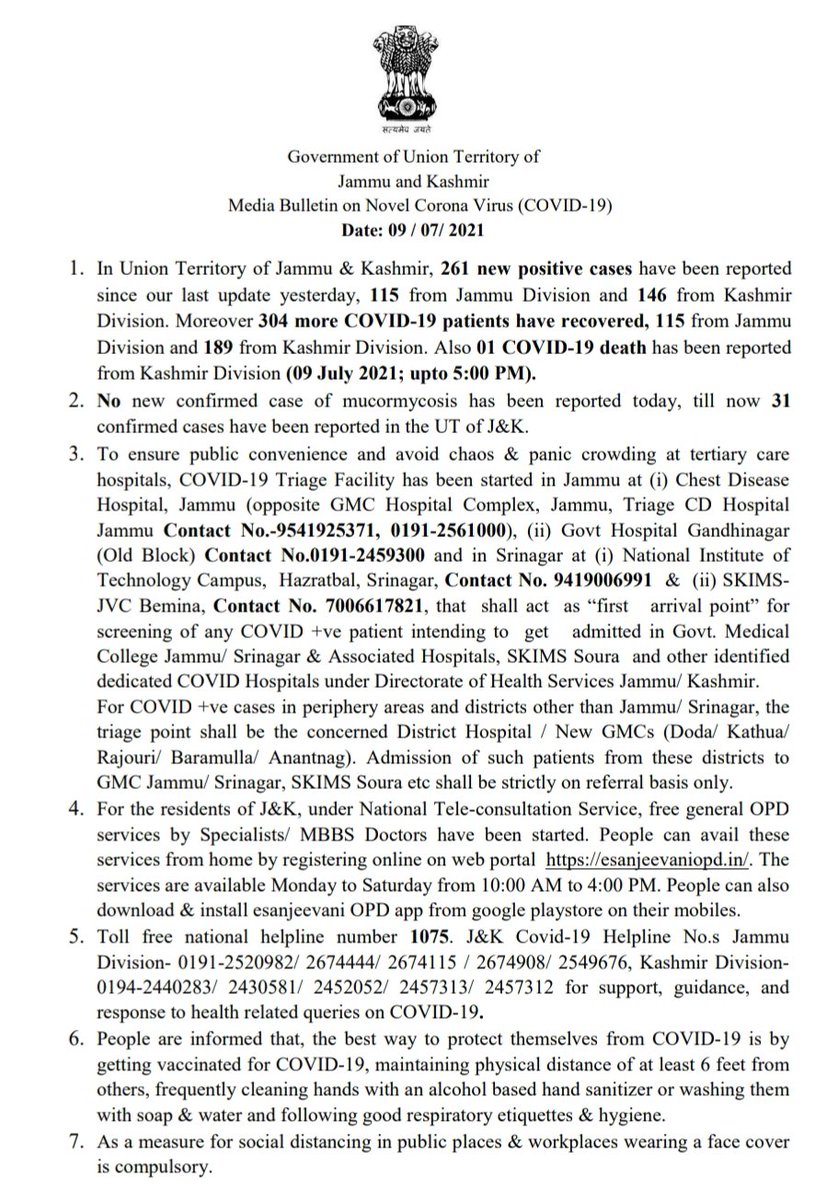 सत्यमेव जयते
Government of Union Territory of
Jammu and Kashmir
Media Bulletin on Novel Corona Virus (COVID-19)
Date: 09 / 07/ 2021
1. In Union Territory of Jammu & Kashmir, 261 new positive cases have been reported
since our last update yesterday, 115 from Jammu Division and 146 from Kashmir
Division. Moreover 304 more COVID-19 patients have recovered, 115 from Jammu
Division and 189 from Kashmir Division. Also 01 COVID-19 death has been reported
from Kashmir Division (09 July 2021; upto 5:00 PM).
2. No new confirmed case of mucormycosis has been reported today, till now 31
confirmed cases have been reported in the UT of J&K.
3. To ensure public convenience and avoid chaos & panic crowding at tertiary care
hospitals, COVID-19 Triage Facility has been started in Jammu at (i) Chest Disease
Hospital, Jammu (opposite GMC Hospital Complex, Jammu, Triage CD Hospital
Jammu Contact No.-9541925371, 0191-2561000), (ii) Govt Hospital Gandhinagar
(Old Block) Contact No.0191-2459300 and in Srinagar at (i) National Institute of
Technology Campus, Hazratbal, Srinagar, Contact No. 9419006991 & (ii) SKIMS-
JVC Bemina, Contact No. 7006617821, that shall act as “first arrival point” for
screening of any COVID +ve patient intending to get admitted in Govt. Medical
College Jammu/ Srinagar & Associated Hospitals, SKIMS Soura and other identified
dedicated COVID Hospitals under Directorate of Health Services Jammu/ Kashmir.
For COVID +ve cases in periphery areas and districts other than Jammu/ Srinagar, the
triage point shall be the concerned District Hospital / New GMCs (Doda/ Kathua/
Rajouri/ Baramulla/ Anantnag). Admission of such patients from these districts to
GMC Jammu/ Srinagar, SKIMS Soura etc shall be strictly on referral basis only.
4. For the residents of J&K, under National Tele-consultation Service, free general OPD
services by Specialists/ MBBS Doctors have been started. People can avail these
services from home by registering online on web portal https://esanjeevaniopd.in/. The
services are available Monday to Saturday from 10:00 AM to 4:00 PM. People can also
download & install esanjeevani OPD app from google playstore on their mobiles.
5. Toll free national helpline number 1075. J&K Covid-19 Helpline No.s Jammu
Division- 0191-2520982/ 2674444/ 2674115 / 2674908/ 2549676, Kashmir Division-
0194-2440283/ 2430581/ 2452052/ 2457313/ 2457312 for support, guidance, and
response to health related queries on COVID-19.
6. People are informed that, the best way to protect themselves from COVID-19 is by
getting vaccinated for COVID-19, maintaining physical distance of at least 6 feet from
others, frequently cleaning hands with an alcohol based hand sanitizer or washing them
with soap & water and following good respiratory etiquettes & hygiene.
7. As a measure for social distancing in public places & workplaces wearing a face cover
is compulsory.